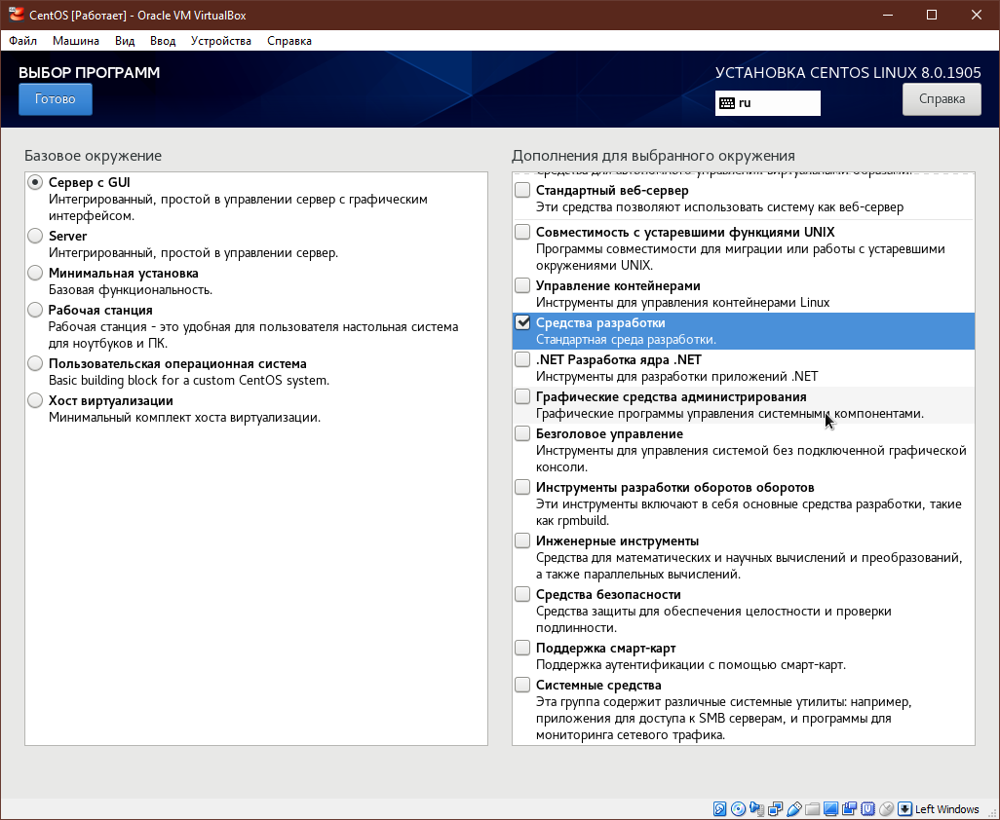 CentOS [Работает] - Oracle VM VirtualBox
Файл Машина Вид Ввод Устройства Справка
ВЫБОР ПРОГРАММ
УСТАНОВКА CENTOS LINUX 8.0.1905
Готово
ru
Справка
Базовое окружение
Сервер с GUI
Интегрированный, простой в управлении сервер с графическим
интерфейсом.
Server
Интегрированный, простой в управлении сервер.
Минимальная установка
Базовая функциональность.
Рабочая станция
Рабочая станция - это удобная для пользователя настольная система
для ноутбуков и ПК.
Пользовательская операционная система
Basic building block for a custom CentOS system.
Хост виртуализации
Минимальный комплект хоста виртуализации.
Дополнения для выбранного окружения
Средства для автономного управления виртуальными образами.
Стандартный веб-сервер
Эти средства позволяют использовать систему как веб-сервер
Совместимость с устаревшими функциями UNIX
Программы совместимости для миграции или работы с устаревшими
окружениями UNIX.
Управление контейнерами
Инструменты для управления контейнерами Linux
Средства разработки
Стандартная среда разработки.
.NET Разработка ядра .NET
Инструменты для разработки приложений .NET
Графические средства администрирования
Графические программы управления системными компонентами.
Безголовое управление
Инструменты для управления системой без подключенной графической
консоли.
Инструменты разработки оборотов оборотов
Эти инструменты включают в себя основные средства разработки, такие
как rpmbuild.
Инженерные инструменты
Средства для математических и научных вычислений и преобразований,
а также параллельных вычислений.
Средства безопасности
Средства защиты для обеспечения целостности и проверки
подлинности.
Поддержка смарт-карт
Поддержка аутентификации с помощью смарт-карт.
Системные средства
Эта группа содержит различные системные утилиты: например,
приложения для доступа к SMB серверам, и программы для
мониторинга сетевого трафика.
Left Windows